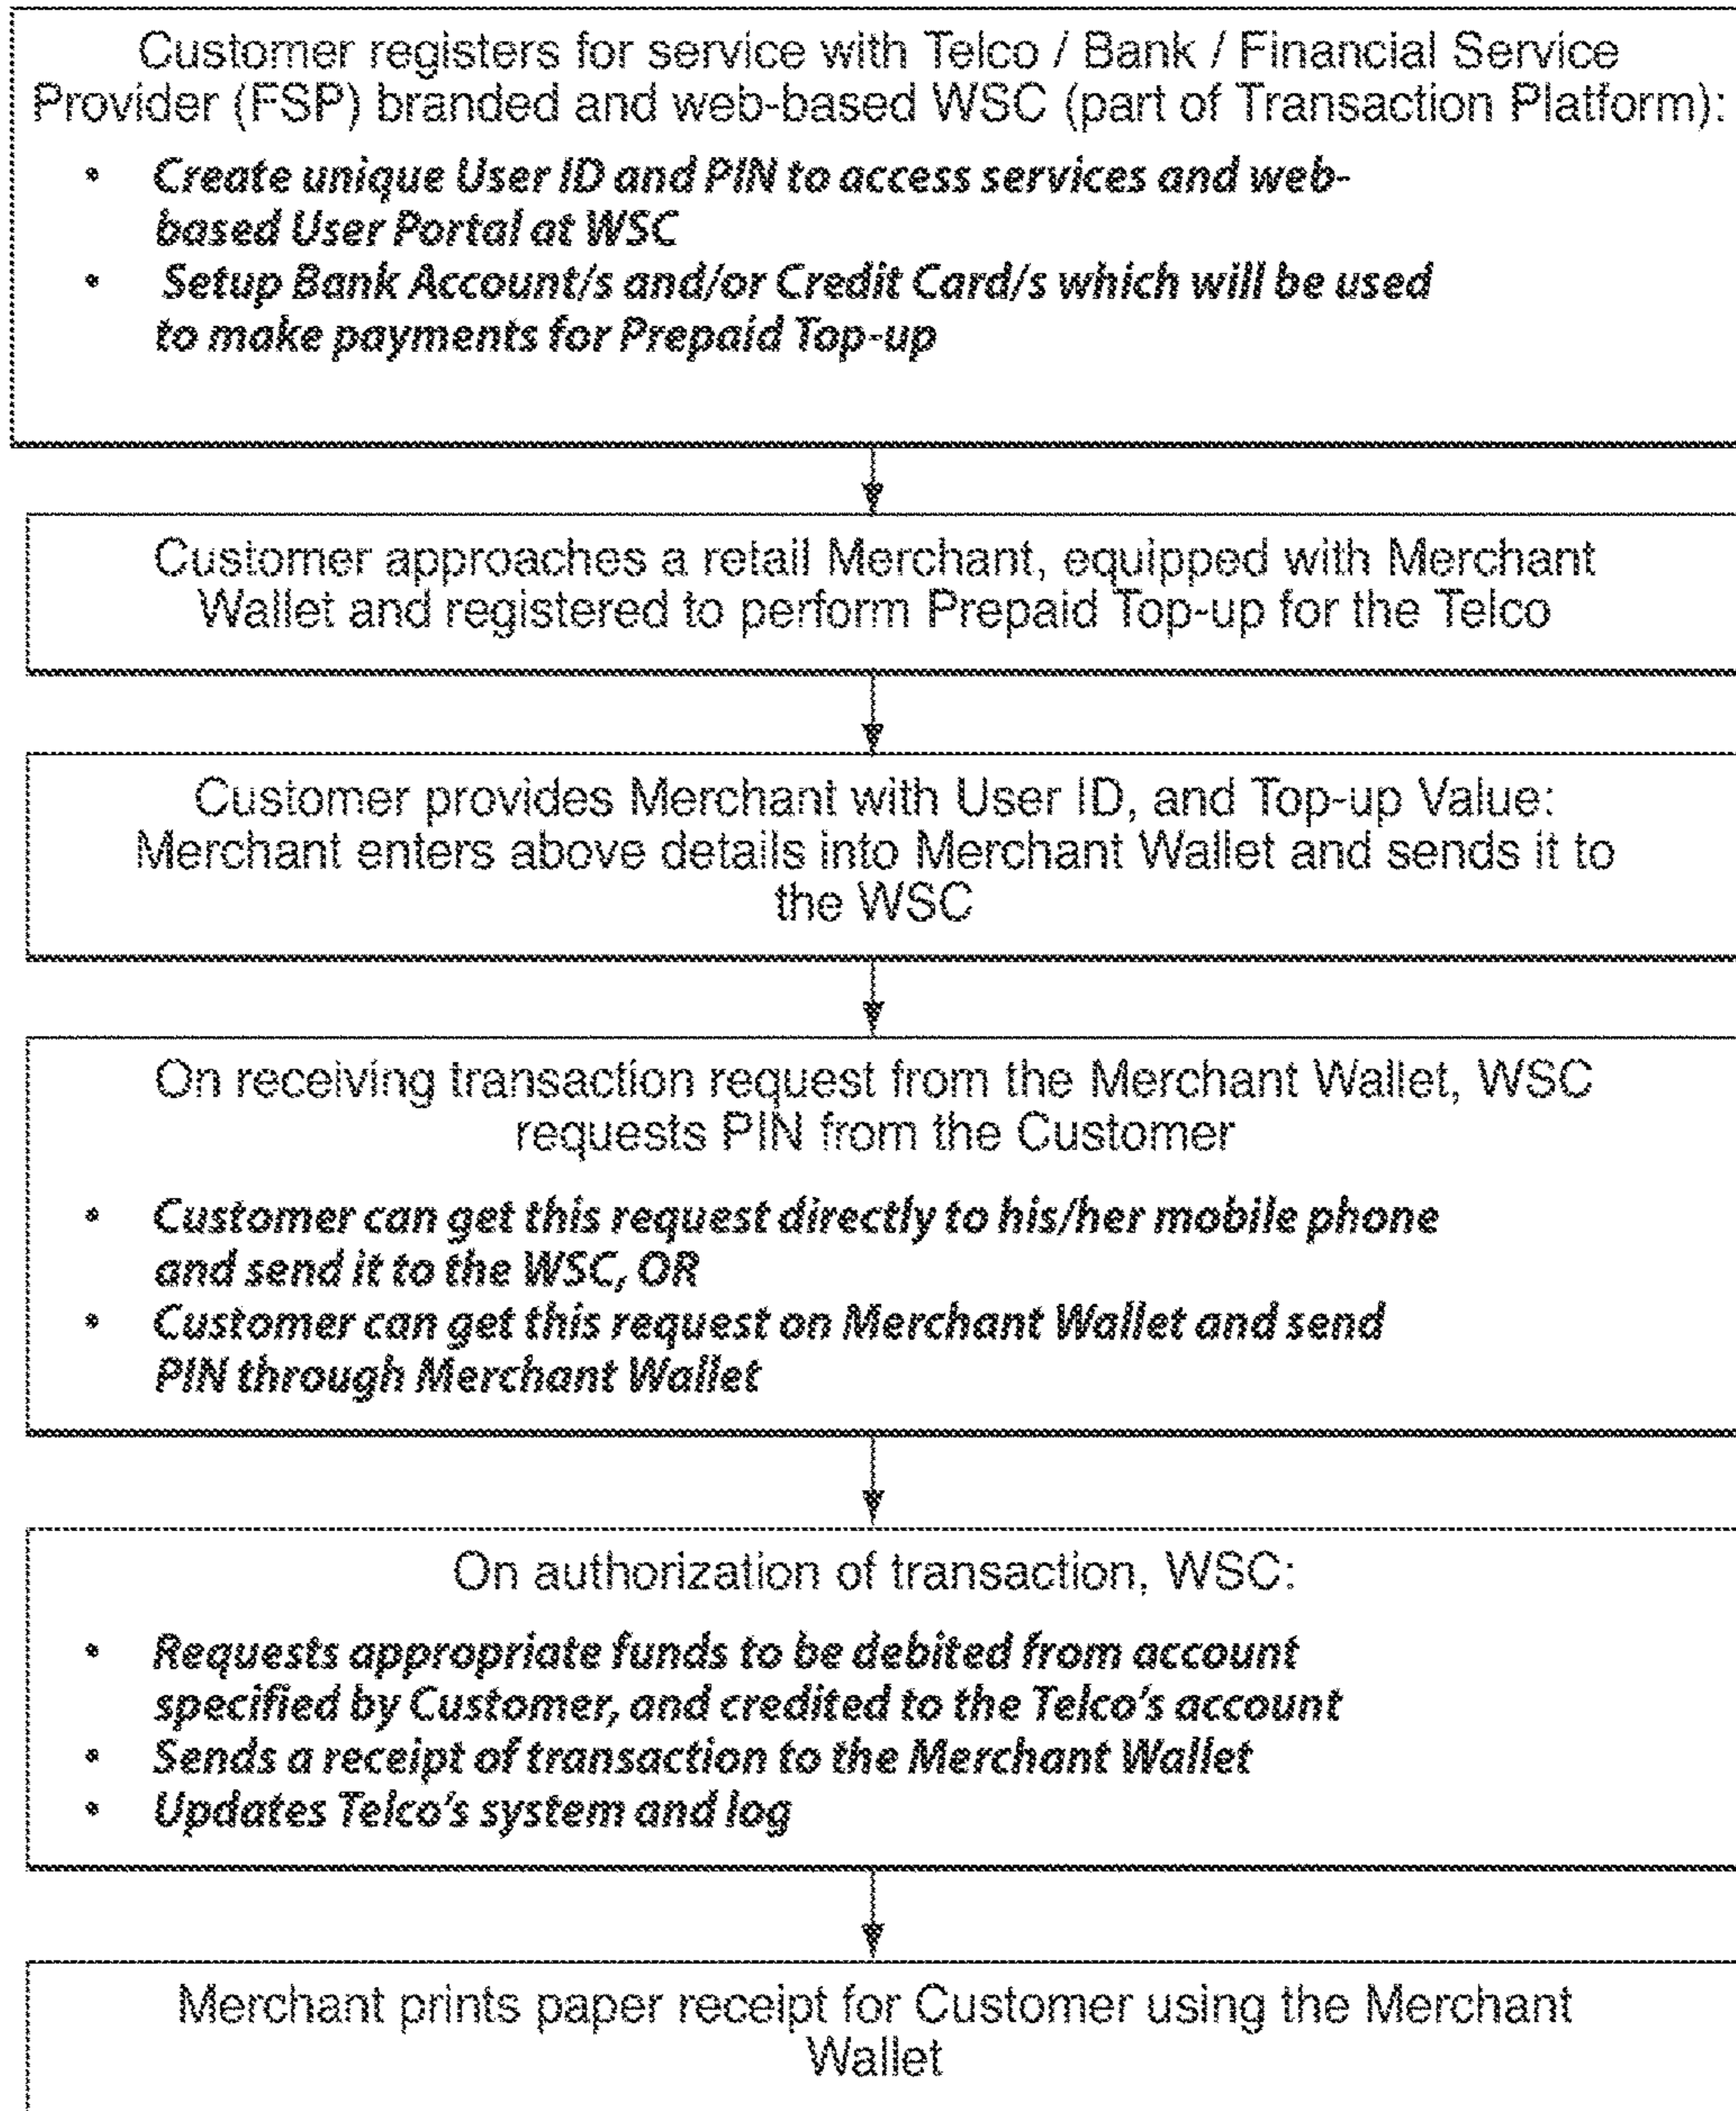 Customer registers for service with Telco / Bank / Financial Service
Provider (FSP) branded and web-based WSC (part of Transaction Platform):
• Create unique User ID and PIN to access services and web-
based User Portal at WSC
• Setup Bank Account/s and/or Credit Card/s which will be used
to make payments for Prepaid Top-up
Customer approaches a retail Merchant, equipped with Merchant
Wallet and registered to perform Prepaid Top-up for the Telco
Customer provides Merchant with User ID, and Top-up Value:
Merchant enters above details into Merchant Wallet and sends it to
the WSC
On receiving transaction request from the Merchant Wallet, WSC
requests PIN from the Customer
• Customer can get this request directly to his/her mobile phone
and send it to the WSC, OR
• Customer can get this request on Merchant Wallet and send
PIN through Merchant Wallet
On authorization of transaction, WSC:
• Requests appropriate funds to be debited from account
specified by Customer, and credited to the Telco's account
• Sends a receipt of transaction to the Merchant Wallet
• Updates Telco's system and log
Merchant prints paper receipt for Customer using the Merchant
Wallet